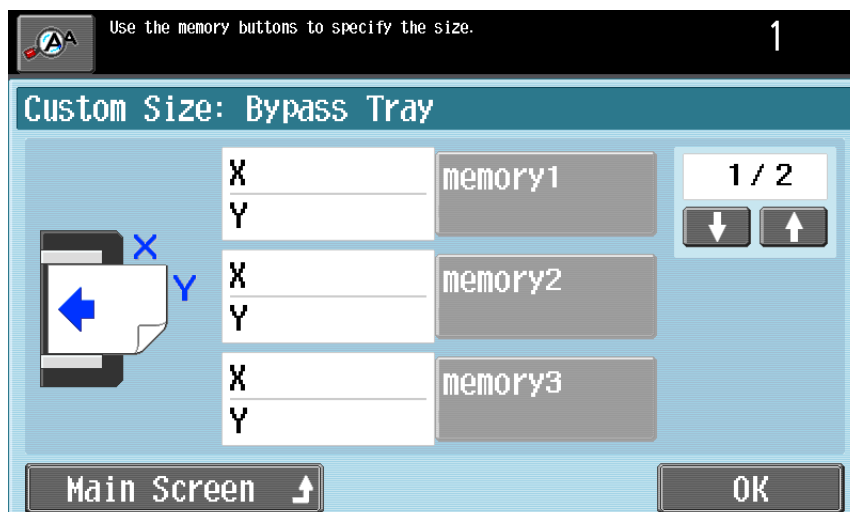 AA
Use the memory buttons to specify the size.
1
Custom Size: Bypass Tray
X
Y
memory1
1 / 2
X
Y
X
Y
memory2
X
Y
memory3
Main Screen
OK